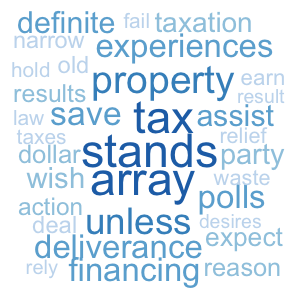 definite fail taxation
narrow experiences
hold old property earn
results save tax assist result
law
taxes stands relief
dollar party
wish array waste
action unless polls
deal desires
deliverance expect
rely financing reason